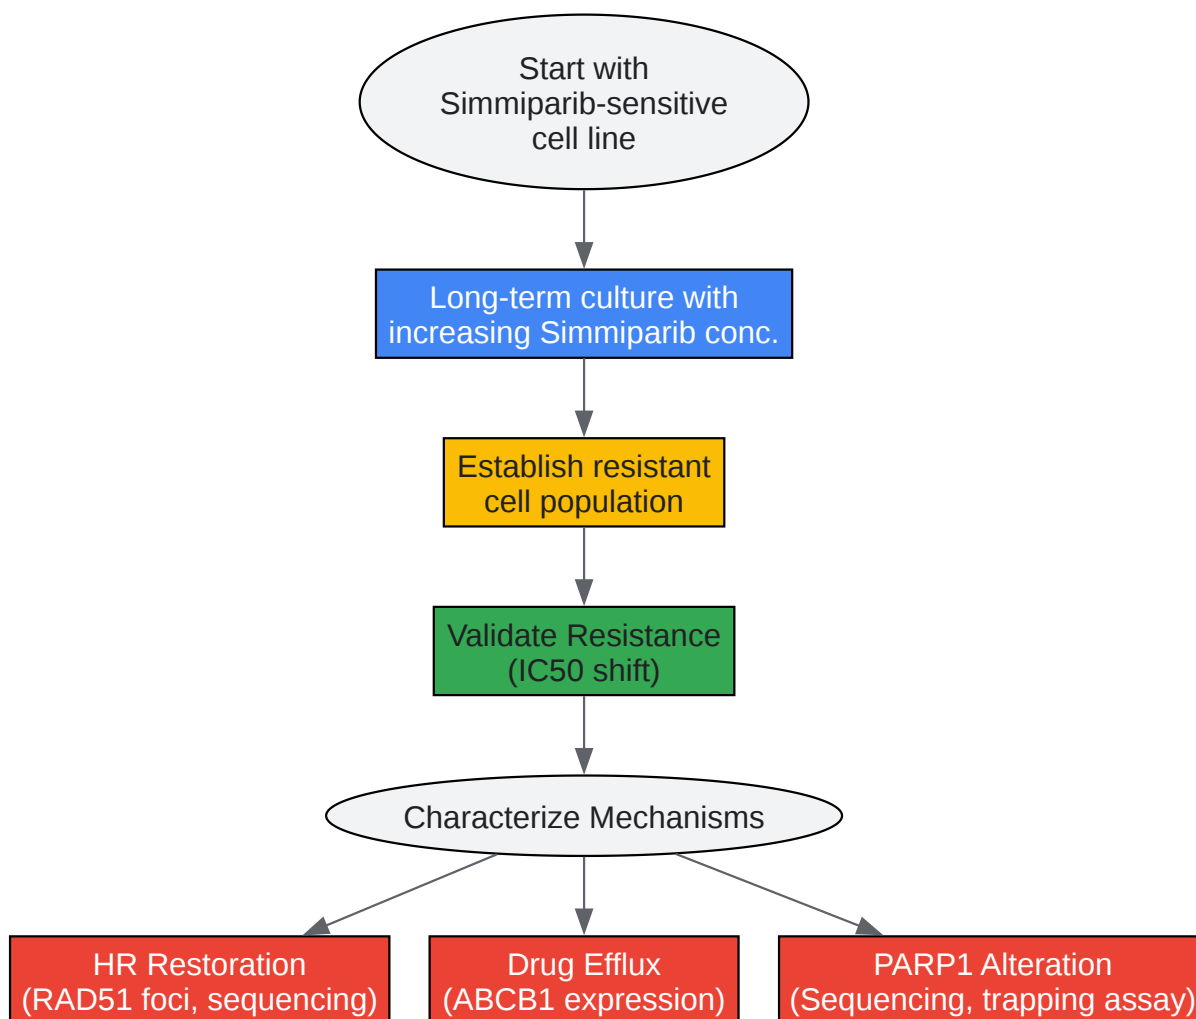 Start with
Simmiparib-sensitive
cell line
Long-term culture with
increasing Simmiparib conc.
Establish resistant
cell population
Validate Resistance
(IC50 shift)
Characterize Mechanisms
HR Restoration
(RAD51 foci, sequencing)
Drug Efflux
(ABCB1 expression)
PARP1 Alteration
(Sequencing, trapping assay)